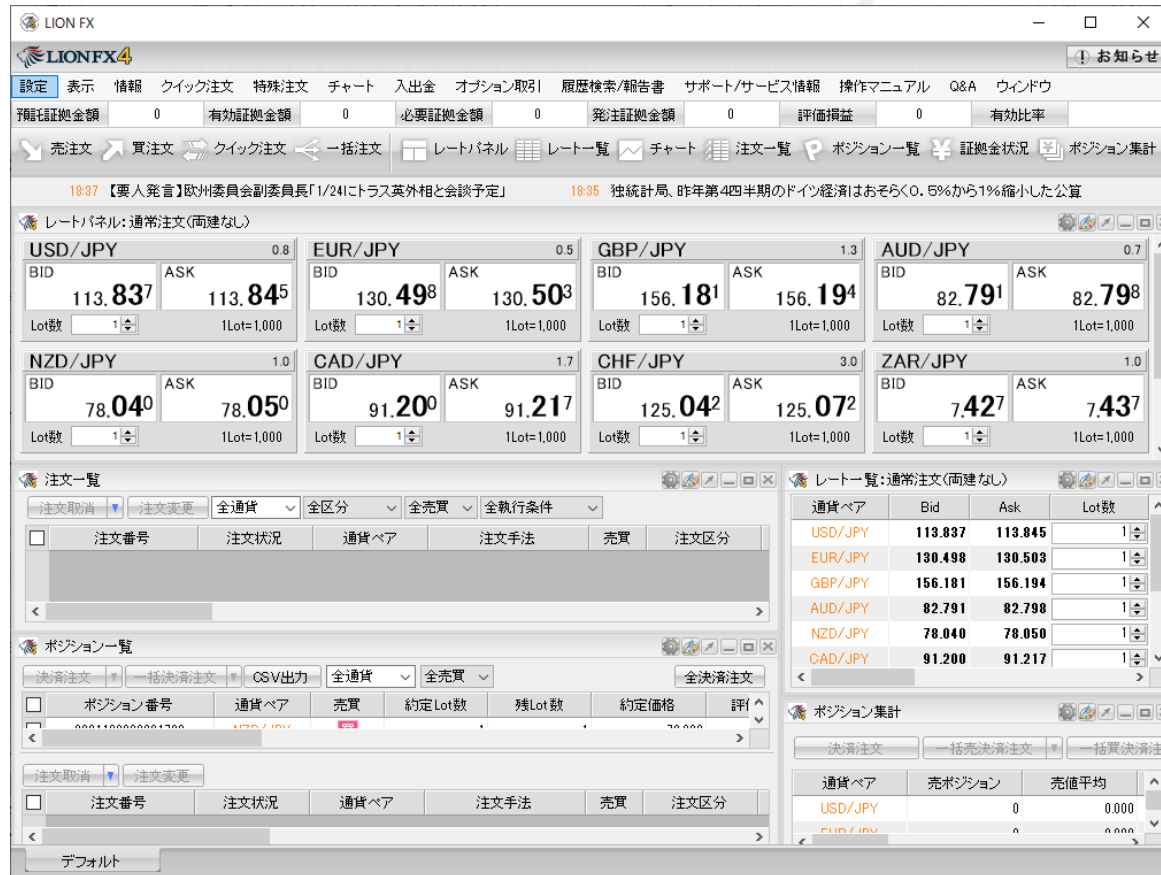 LION FX
LIONFX4 お知らせ
設定 表示 情報 クイック注文 特殊注文 チャート 入出金 オプション取引 履歴検索/報告書 サポート/サービス情報 操作マニュアル Q&A ウィンドウ
預託証拠金額 0 有効証拠金額 0 必要証拠金額 0 発注証拠金額 0 評価損益 0 有効比率
売注文 買注文 クイック注文 一括注文 レートパネル レート一覧 チャート 注文一覧 ポジション一覧 証拠金状況 ポジション集計
18:37 【要人発言】欧州委員会副委員長「1/24にトラス英外相と会談予定」 18:35 独統計局、昨年第4四半期のドイツ経済はおそらく0.5%から1%縮小した公算
レートパネル:通常注文(両建なし)
USD/JPY 0.8 EUR/JPY 0.5 GBP/JPY 1.3 AUD/JPY 0.7
BID ASK BID ASK BID ASK BID ASK
113.837 113.845 130.498 130.503 156.181 156.194 82.791 82.798
Lot数 1 1Lot=1,000 Lot数 1 1Lot=1,000 Lot数 1 1Lot=1,000 Lot数 1 1Lot=1,000
NZD/JPY 1.0 CAD/JPY 1.7 CHF/JPY 3.0 ZAR/JPY 1.0
BID ASK BID ASK BID ASK BID ASK
78.040 78.050 91.200 91.217 125.042 125.072 7.427 7.437
Lot数 1 1Lot=1,000 Lot数 1 1Lot=1,000 Lot数 1 1Lot=1,000 Lot数 1 1Lot=1,000
注文一覧
注文取消 注文変更 全通貨 全区分 全売買 全執行条件
注文番号 注文状況 通貨ペア 注文手法 売買 注文区分
ポジション一覧
決済注文 一括決済注文 CSV出力 全通貨 全売買 全決済注文
ポジション番号 通貨ペア 売買 約定Lot数 残Lot数 約定価格
注文取消 注文変更
注文番号 注文状況 通貨ペア 注文手法 売買 注文区分
レート一覧:通常注文(両建なし)
通貨ペア Bid Ask Lot数
USD/JPY 113.837 113.845 1
EUR/JPY 130.498 130.503 1
GBP/JPY 156.181 156.194 1
AUD/JPY 82.791 82.798 1
NZD/JPY 78.040 78.050 1
CAD/JPY 91.200 91.217 1
ポジション集計
決済注文 一括売決済注文 一括買決済注
通貨ペア 売ポジション 売値平均
USD/JPY 0 0.000
デフォルト